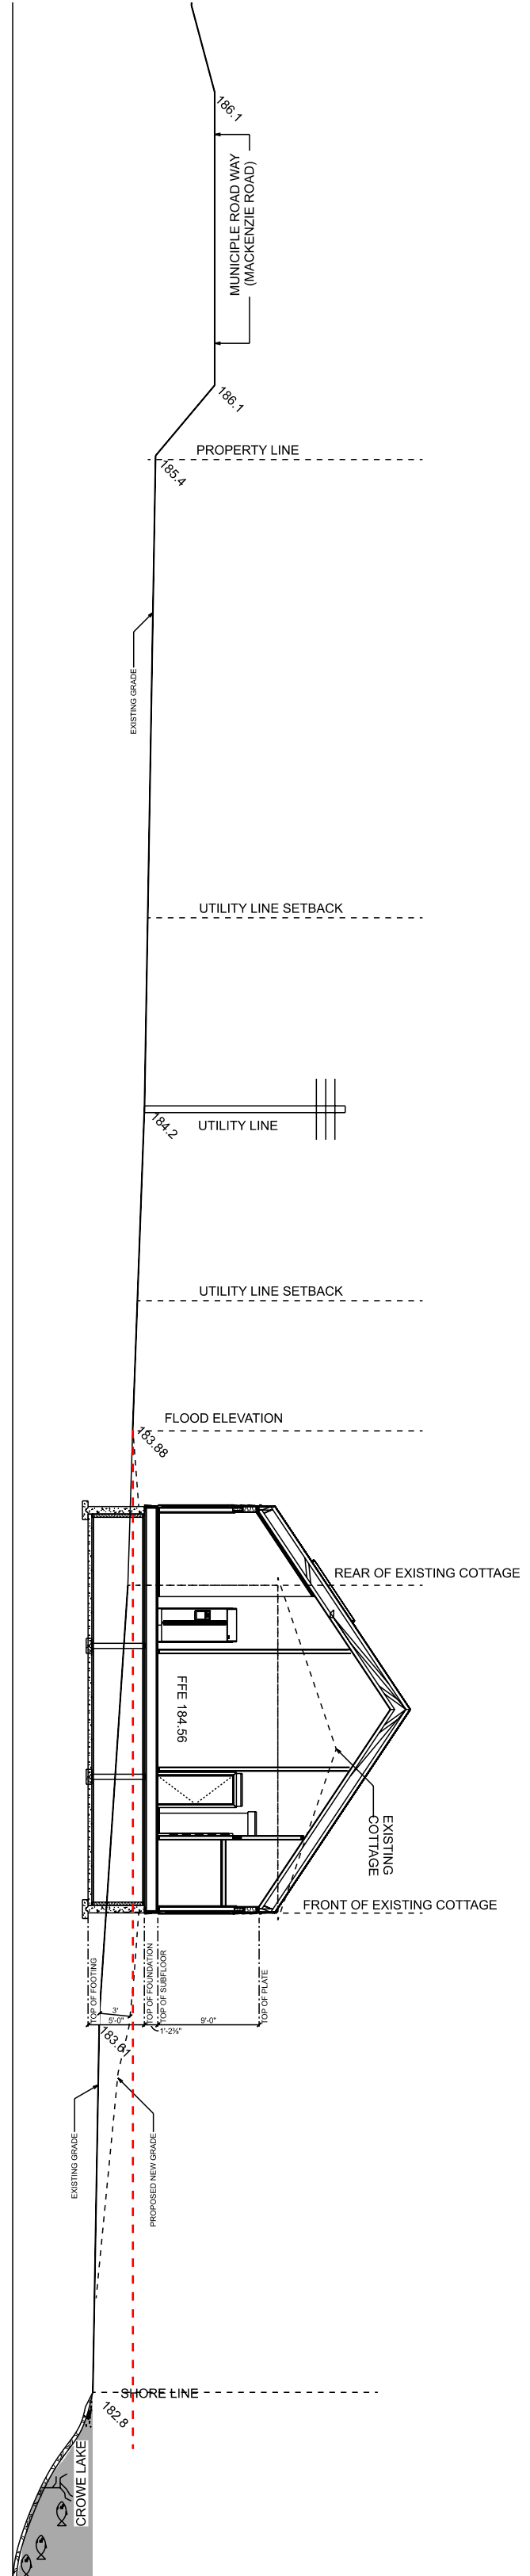 186.1
MUNICIPLE ROAD WAY
(MACKENZIE ROAD)
186.1
PROPERTY LINE
185.4
EXISTING GRADE
UTILITY LINE SETBACK
184.2
UTILITY LINE
UTILITY LINE SETBACK
FLOOD ELEVATION
183.88
REAR OF EXISTING COTTAGE
FFE 184.56
EXISTING
COTTAGE
FRONT OF EXISTING COTTAGE
TOP OF FOOTING
TOP OF FOUNDATION
TOP OF SUBFLOOR
TOP OF PLATE
3'
5'-0"
1'-2⅝"
9'-0"
183.61
EXISTING GRADE
PROPOSED NEW GRADE
SHORE LINE
182.8
CROWE LAKE